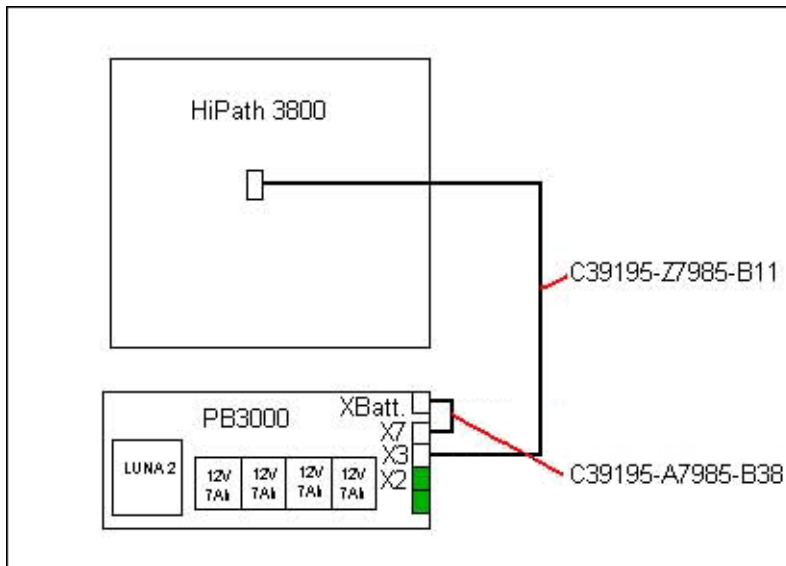 HiPath 3800
C39195-Z7985-B11
PB3000
XBatt.
X7
X3
X2
LUNA 2
12V
7Ah
12V
7Ah
12V
7Ah
12V
7Ah
C39195-A7985-B38